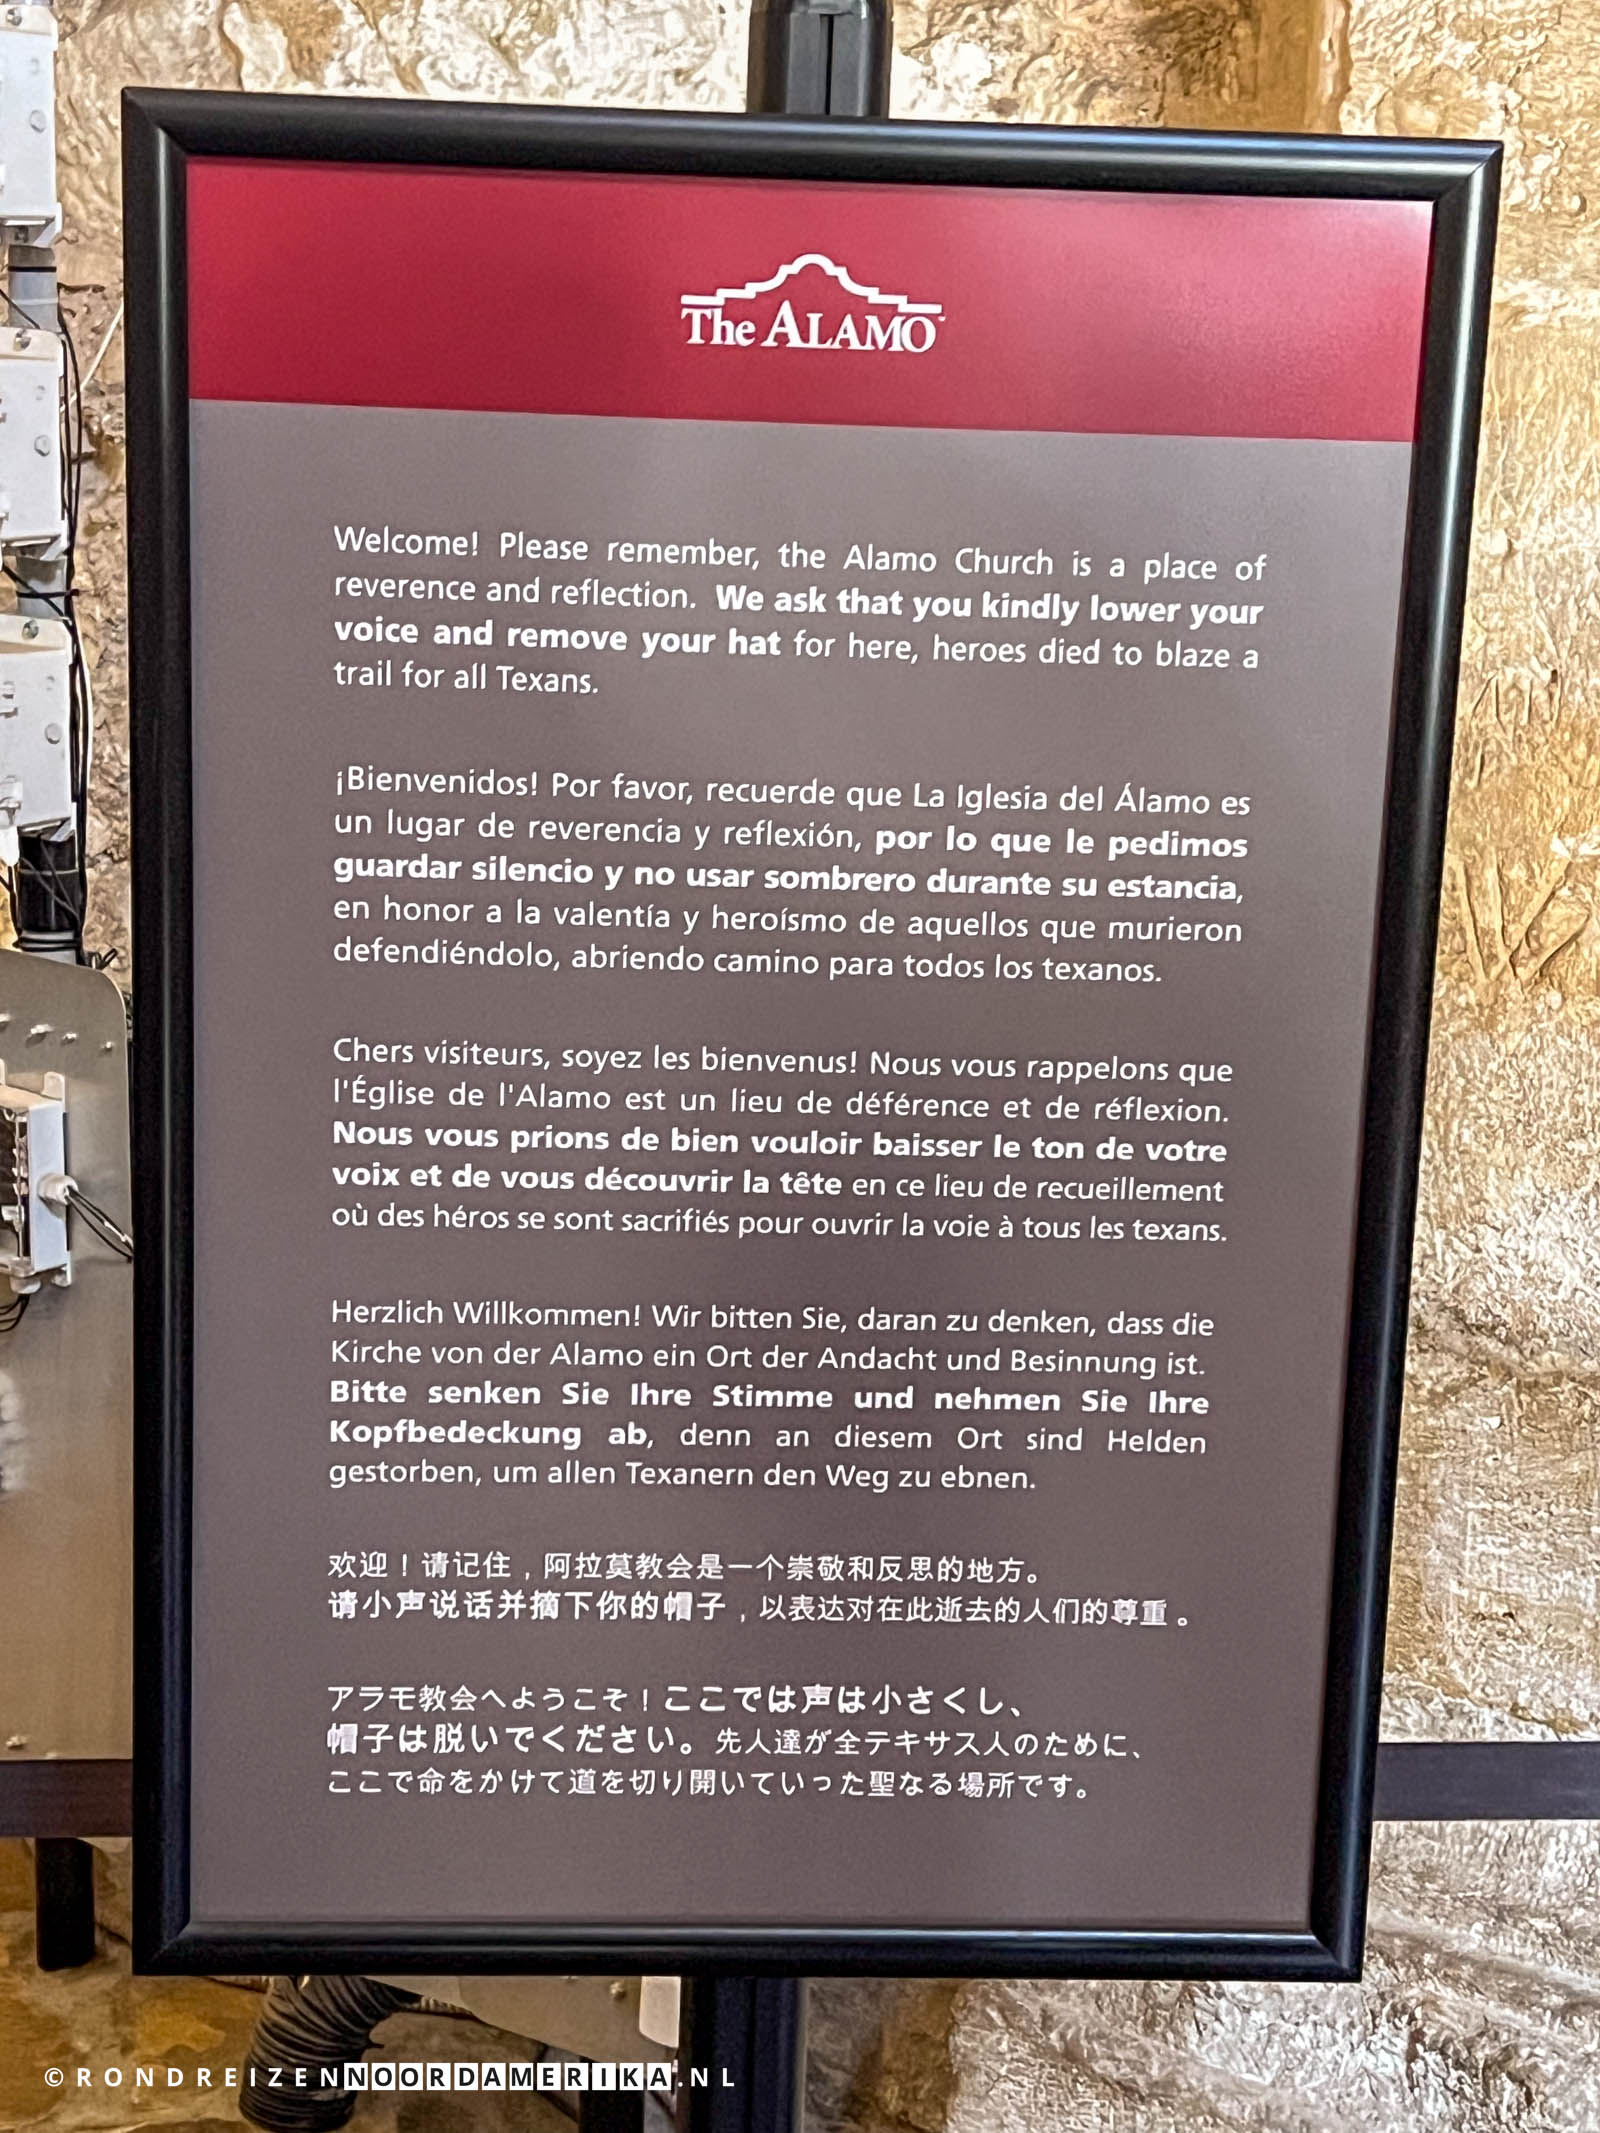 The ALAMO™
Welcome! Please remember, the Alamo Church is a place of
reverence and reflection. We ask that you kindly lower your
voice and remove your hat for here, heroes died to blaze a
trail for all Texans.
¡Bienvenidos! Por favor, recuerde que La Iglesia del Álamo es
un lugar de reverencia y reflexión, por lo que le pedimos
guardar silencio y no usar sombrero durante su estancia,
en honor a la valentía y heroísmo de aquellos que murieron
defendiéndolo, abriendo camino para todos los texanos.
Chers visiteurs, soyez les bienvenus! Nous vous rappelons que
l'Église de l'Alamo est un lieu de déférence et de réflexion.
Nous vous prions de bien vouloir baisser le ton de votre
voix et de vous découvrir la tête en ce lieu de recueillement
où des héros se sont sacrifiés pour ouvrir la voie à tous les texans.
Herzlich Willkommen! Wir bitten Sie, daran zu denken, dass die
Kirche von der Alamo ein Ort der Andacht und Besinnung ist.
Bitte senken Sie Ihre Stimme und nehmen Sie Ihre
Kopfbedeckung ab, denn an diesem Ort sind Helden
gestorben, um allen Texanern den Weg zu ebnen.
欢迎！请记住，阿拉莫教会是一个崇敬和反思的地方。
请小声说话并摘下你的帽子，以表达对在此逝去的人们的尊重。
アラモ教会へようこそ！ここでは声は小さくし、
帽子は脱いでください。先人達が全テキサス人のために、
ここで命をかけて道を切り開いていった聖なる場所です。
©RONDREIZENNOORDAMERIKA.NL